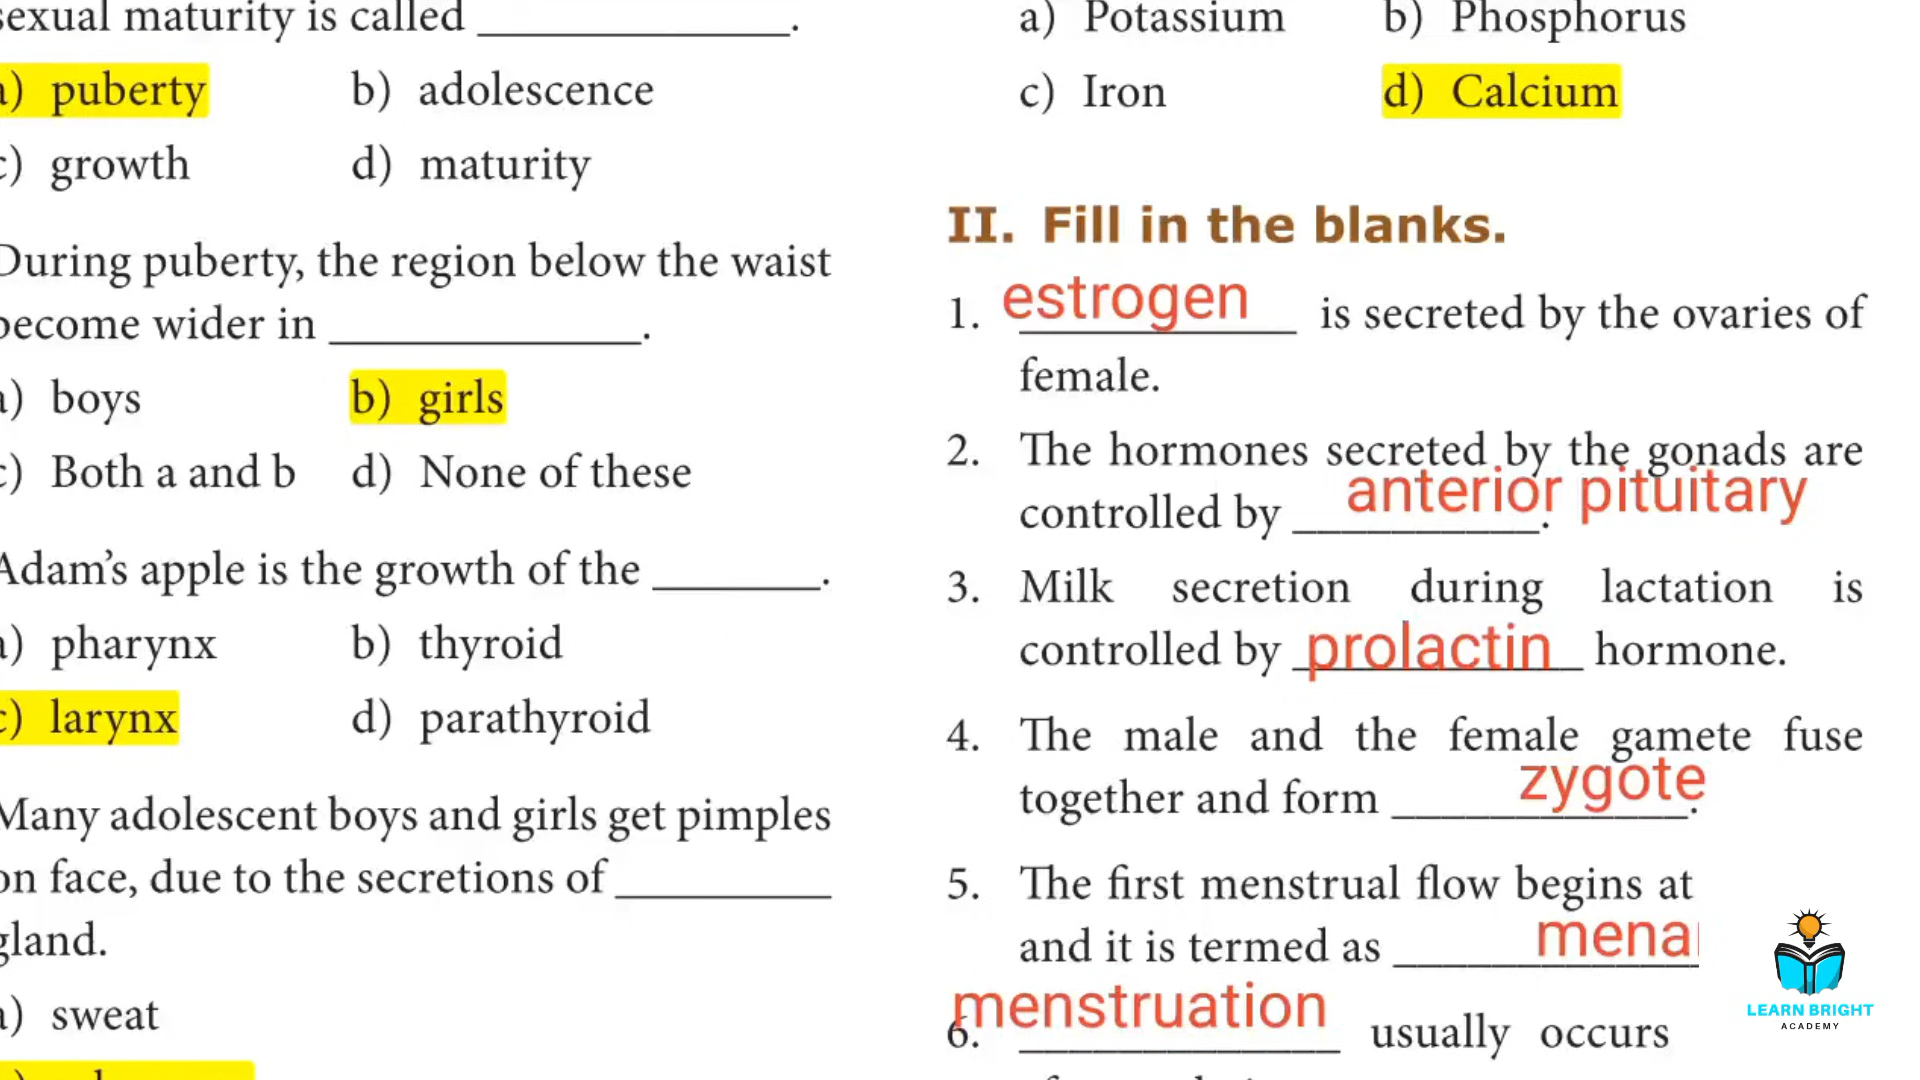 sexual maturity is called ____________.
a) puberty b) adolescence
c) growth d) maturity
During puberty, the region below the waist
become wider in ____________.
a) boys b) girls
c) Both a and b d) None of these
Adam's apple is the growth of the _______.
a) pharynx b) thyroid
c) larynx d) parathyroid
Many adolescent boys and girls get pimples
on face, due to the secretions of _________
gland.
a) sweat
a) Potassium b) Phosphorus
c) Iron d) Calcium
II. Fill in the blanks.
1. estrogen is secreted by the ovaries of
female.
2. The hormones secreted by the gonads are
controlled by anterior pituitary.
3. Milk secretion during lactation is
controlled by prolactin hormone.
4. The male and the female gamete fuse
together and form zygote.
5. The first menstrual flow begins at
and it is termed as
6. menstruation usually occurs
LEARN BRIGHT
ACADEMY